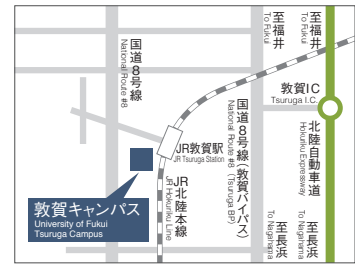 国道8号線
National Route #8
至福井
To Fukui
至福井
To Fukui
敦賀IC
Tsuruga I.C.
JR敦賀駅
JR Tsuruga Station
国道8号線(敦賀バイパス)
National Route #8 (Tsuruga BP)
北陸自動車道
Hokuriku Expressway
JR北陸本線
JR Hokuriku Line
敦賀キャンパス
University of Fukui
Tsuruga Campus
至長浜
To Nagahama
至長浜
To Nagahama